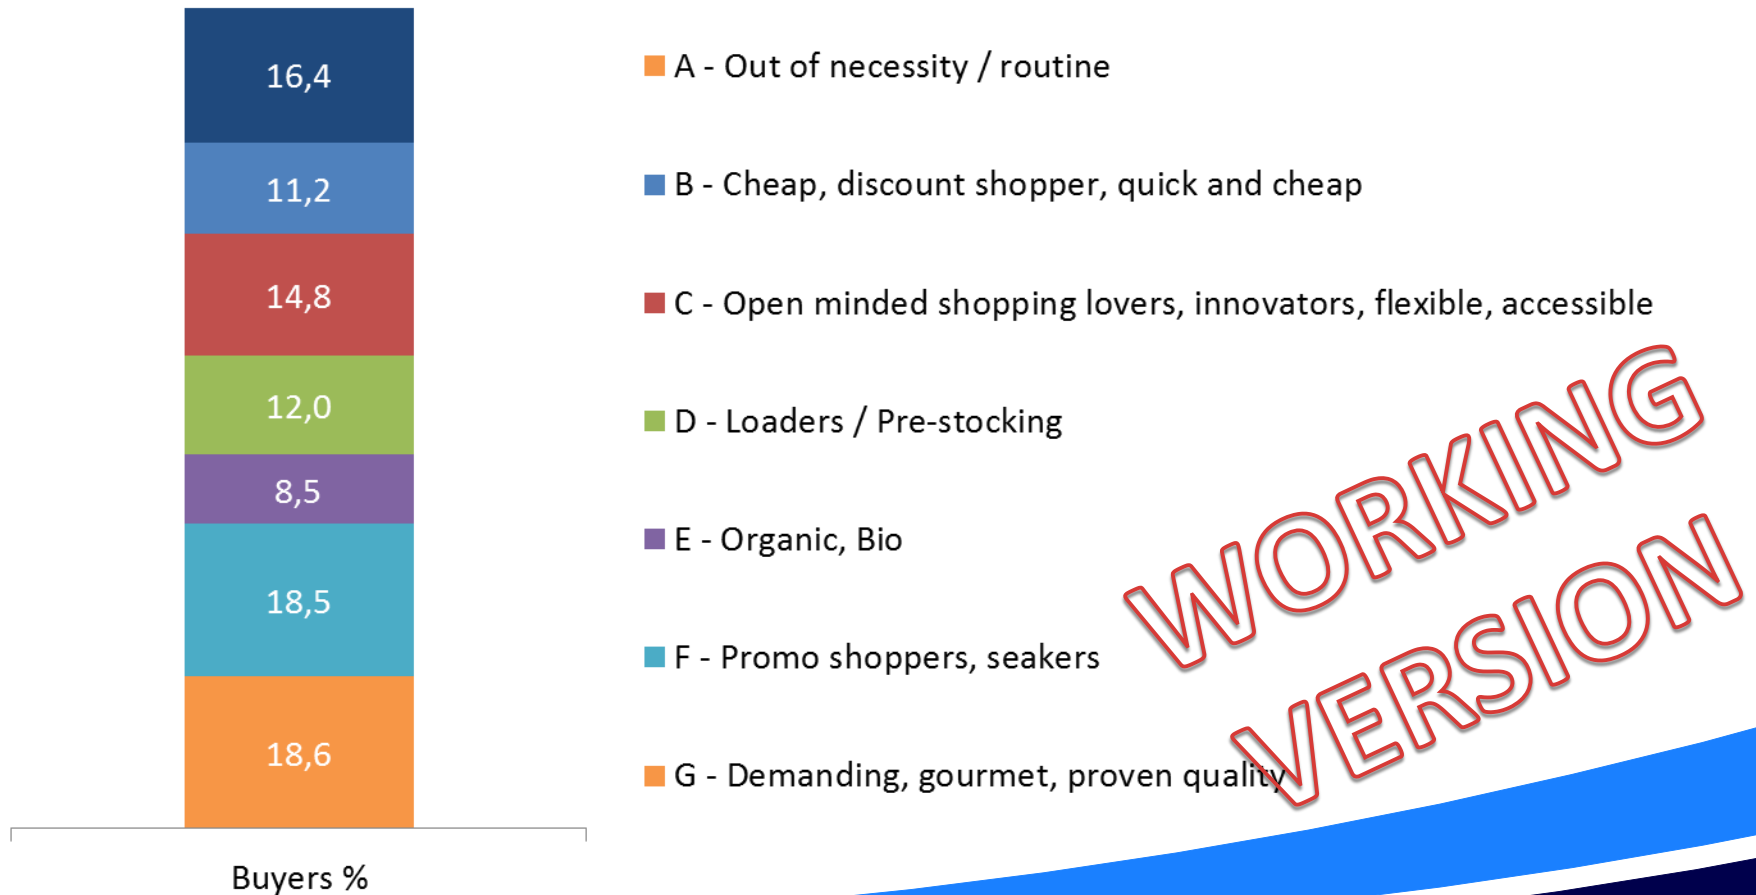 16,4
11,2
14,8
12,0
8,5
18,5
18,6
Buyers %
A - Out of necessity / routine
B - Cheap, discount shopper, quick and cheap
C - Open minded shopping lovers, innovators, flexible, accessible
D - Loaders / Pre-stocking
E - Organic, Bio
F - Promo shoppers, seakers
G - Demanding, gourmet, proven quality
WORKING
VERSION